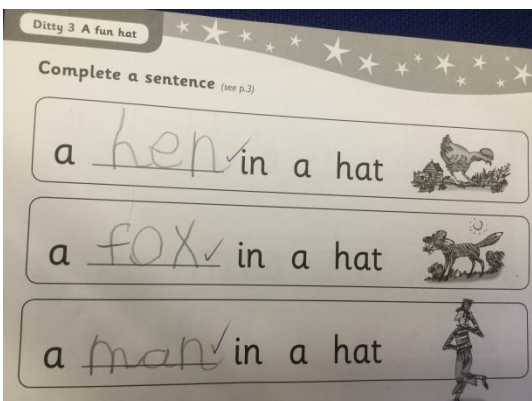 Ditty 3 A fun hat
Complete a sentence (see p.3)
a hen in a hat
a fox in a hat
a man in a hat